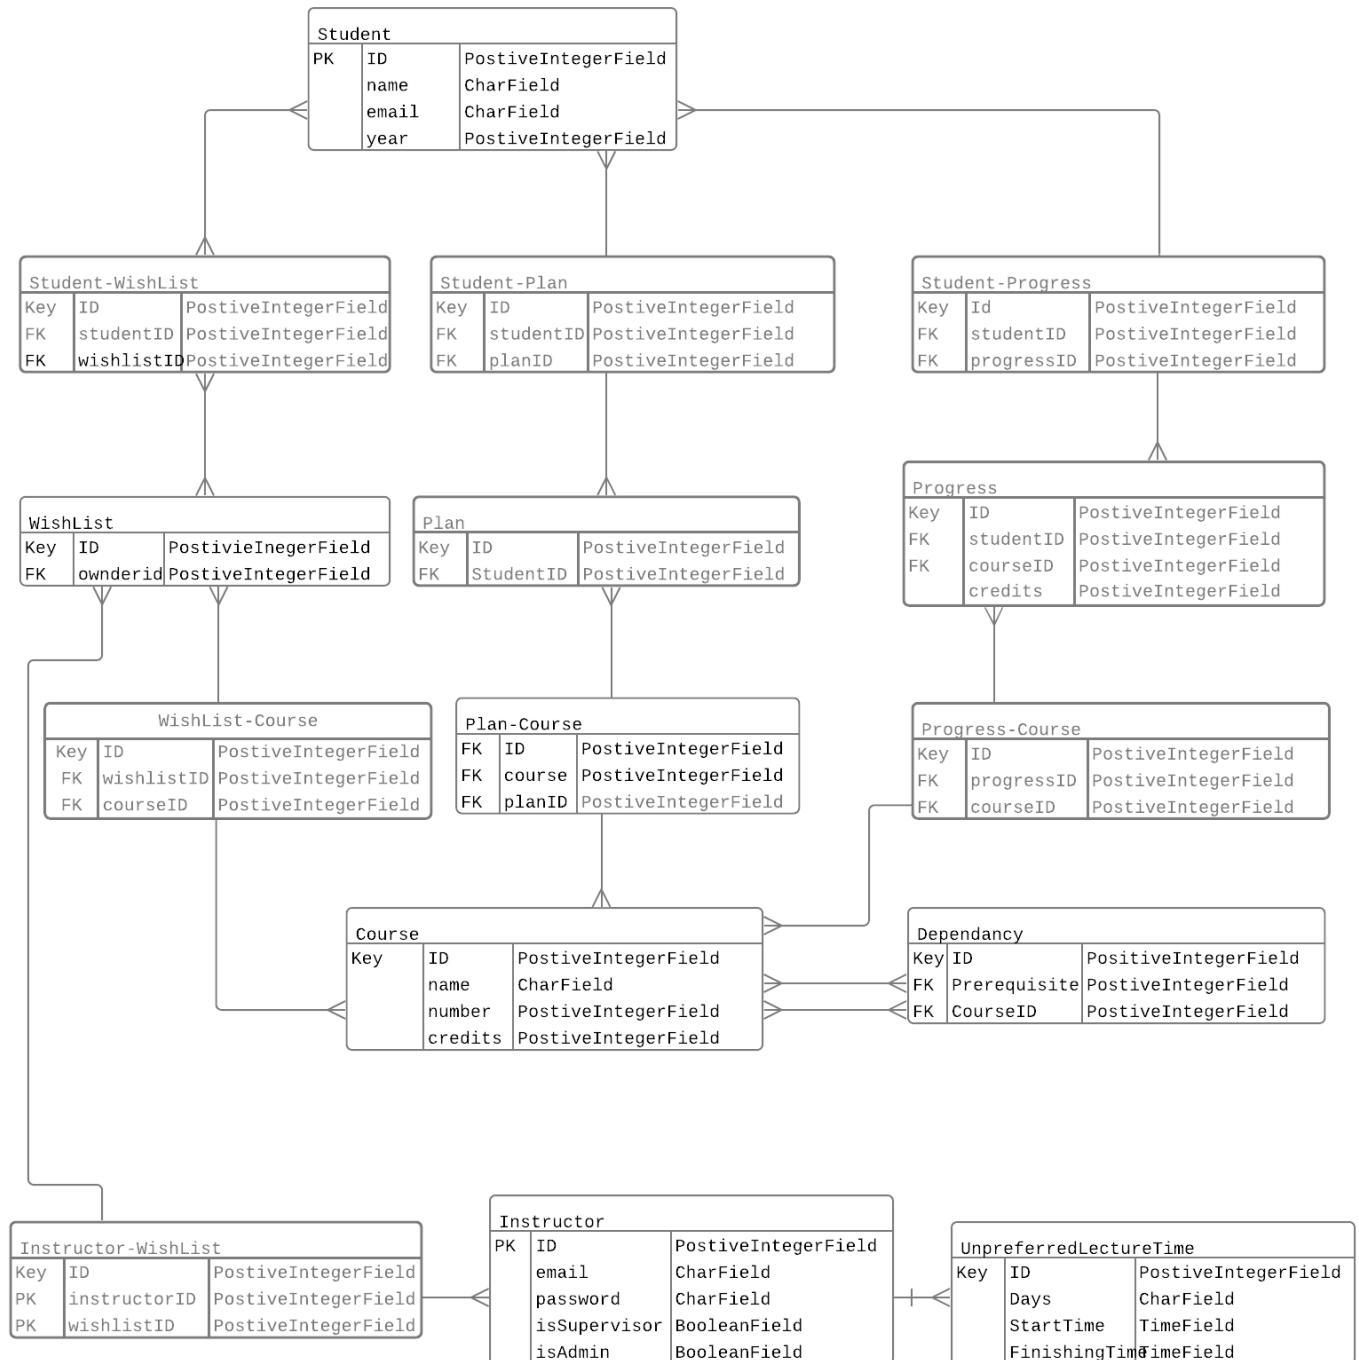 Student
PK ID PostiveIntegerField
name CharField
email CharField
year PostiveIntegerField
Student-WishList
Key ID PostiveIntegerField
FK studentID PostiveIntegerField
FK wishlistID PostiveIntegerField
Student-Plan
Key ID PostiveIntegerField
FK studentID PostiveIntegerField
FK planID PostiveIntegerField
Student-Progress
Key Id PostiveIntegerField
FK studentID PostiveIntegerField
FK progressID PostiveIntegerField
WishList
Key ID PostivieInegerField
FK ownderid PostiveIntegerField
Plan
Key ID PostiveIntegerField
FK StudentID PostiveIntegerField
Progress
Key ID PostiveIntegerField
FK studentID PostiveIntegerField
FK courseID PostiveIntegerField
credits PostiveIntegerField
WishList-Course
Key ID PostiveIntegerField
FK wishlistID PostiveIntegerField
FK courseID PostiveIntegerField
Plan-Course
FK ID PostiveIntegerField
FK course PostiveIntegerField
FK planID PostiveIntegerField
Progress-Course
Key ID PostiveIntegerField
FK progressID PostiveIntegerField
FK courseID PostiveIntegerField
Course
Key ID PostiveIntegerField
name CharField
number PostiveIntegerField
credits PostiveIntegerField
Dependancy
Key ID PositiveIntegerField
FK Prerequisite PostiveIntegerField
FK CourseID PostiveIntegerField
Instructor-WishList
Key ID PostiveIntegerField
PK instructorID PostiveIntegerField
PK wishlistID PostiveIntegerField
Instructor
PK ID PostiveIntegerField
email CharField
password CharField
isSupervisor BooleanField
isAdmin BooleanField
UnpreferredLectureTime
Key ID PostiveIntegerField
Days CharField
StartTime TimeField
FinishingTime TimeField